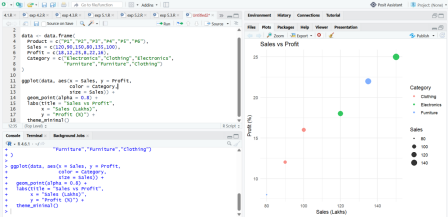 Go to file/function
Addins
Posit Assistant
Project: (None)
Untitled1*
Source on Save
Run
Source
data <- data.frame(
Product = c("P1","P2","P3","P4","P5","P6"),
Sales = c(120,90,150,80,135,100),
Profit = c(18,12,25,8,22,16),
Category = c("Electronics","Clothing","Electronics",
"Furniture","Furniture","Clothing")
)
ggplot(data, aes(x = Sales, y = Profit,
color = Category,
size = Sales)) +
geom_point(alpha = 0.8) +
labs(title = "Sales vs Profit",
x = "Sales (Lakhs)",
y = "Profit (%)") +
theme_minimal()
(Top Level)
R Script
Console Terminal Background Jobs
+ "Furniture","Furniture","Clothing")
+ )
>
> ggplot(data, aes(x = Sales, y = Profit,
+ color = Category,
+ size = Sales)) +
+ geom_point(alpha = 0.8) +
+ labs(title = "Sales vs Profit",
+ x = "Sales (Lakhs)",
+ y = "Profit (%)") +
+ theme_minimal()
>
Environment History Connections Tutorial
Files Plots Packages Help Viewer Presentation
Zoom Export Publish
Sales vs Profit
25
20
15
10
Profit (%)
80 100 120 140
Sales (Lakhs)
Category
Clothing
Electronics
Furniture
Sales
80
100
120
140